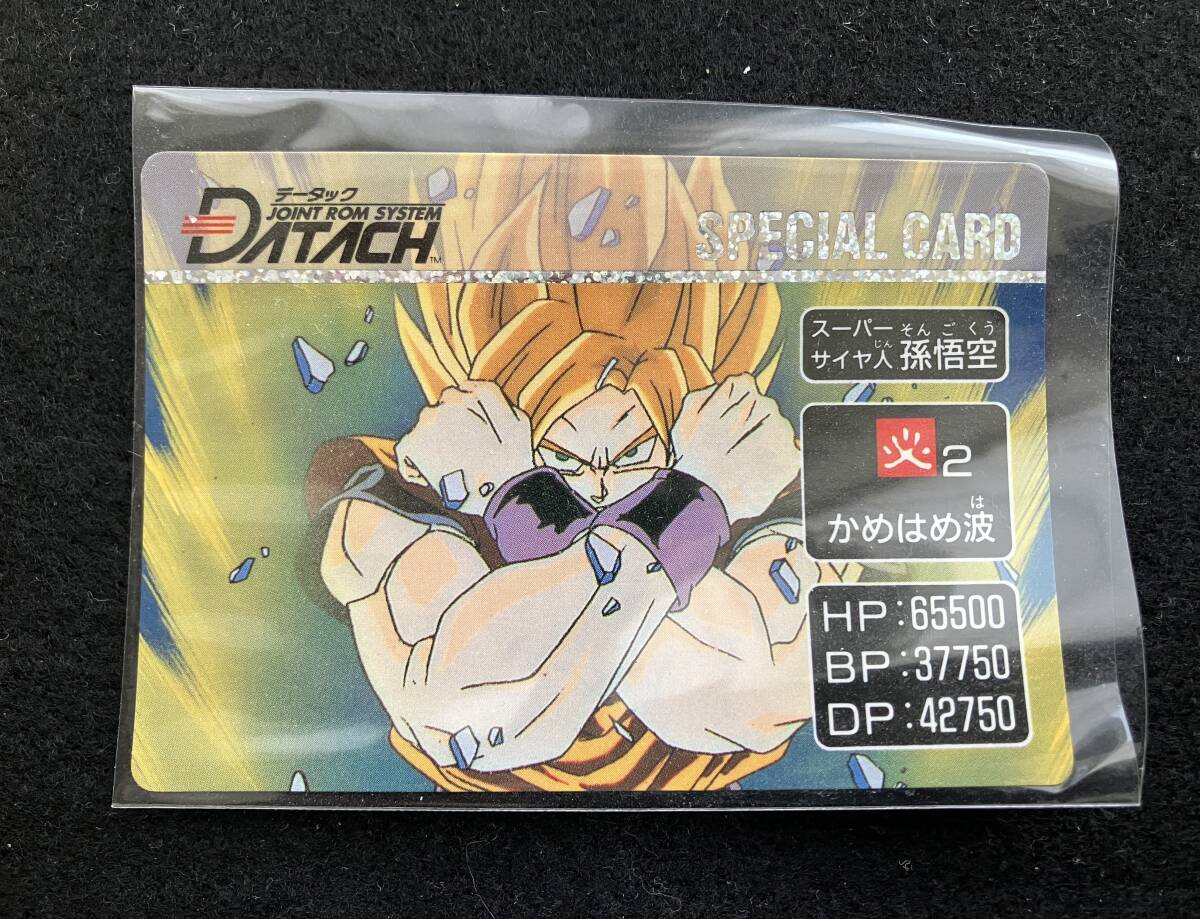 データック
JOINT ROM SYSTEM
DATACH™
SPECIAL CARD
そんごくう
スーパー
じん
サイヤ人 孫悟空
火2
は
かめはめ波
HP:65500
BP:37750
DP:42750